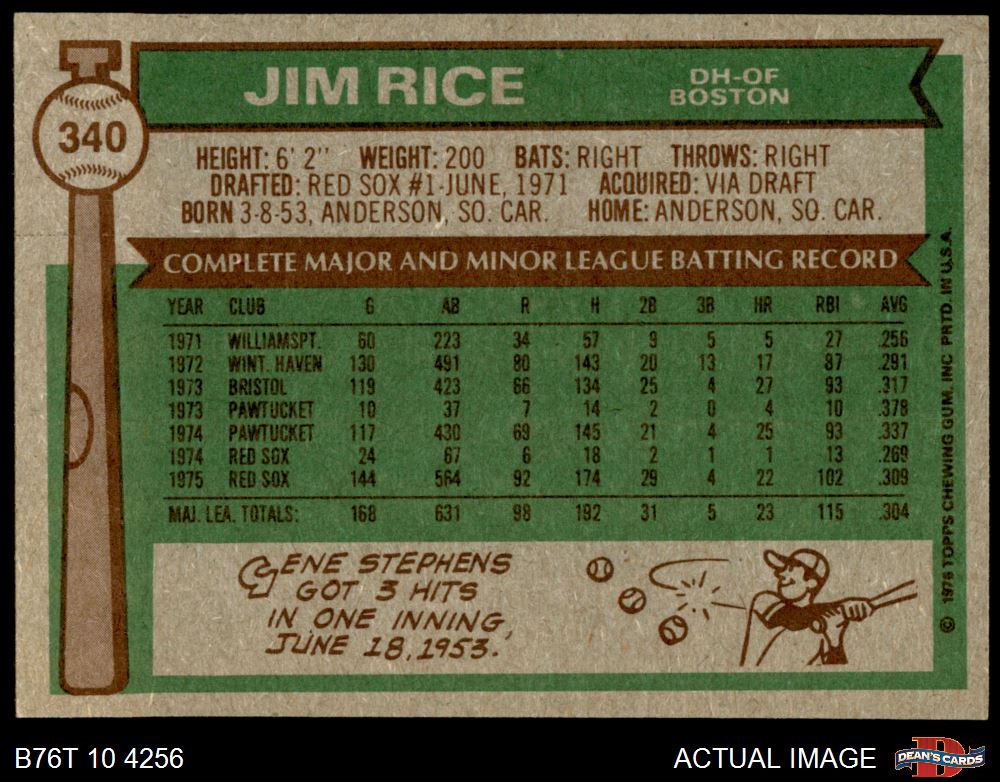 340
JIM RICE
DH-OF
BOSTON
HEIGHT: 6' 2" WEIGHT: 200 BATS: RIGHT THROWS: RIGHT
DRAFTED: RED SOX #1-JUNE, 1971 ACQUIRED: VIA DRAFT
BORN 3-8-53, ANDERSON, SO. CAR. HOME: ANDERSON, SO. CAR.
COMPLETE MAJOR AND MINOR LEAGUE BATTING RECORD
YEAR CLUB G AB R H 2B 3B HR RBI AVG
1971 WILLIAMSPT. 60 223 34 57 9 5 5 27 .256
1972 WINT. HAVEN 130 491 80 143 20 13 17 87 .291
1973 BRISTOL 119 423 66 134 25 4 27 93 .317
1973 PAWTUCKET 10 37 7 14 2 0 4 10 .378
1974 PAWTUCKET 117 430 69 145 21 4 25 93 .337
1974 RED SOX 24 67 6 18 2 1 1 13 .269
1975 RED SOX 144 564 92 174 29 4 22 102 .309
MAJ. LEA. TOTALS: 168 631 98 192 31 5 23 115 .304
GENE STEPHENS
GOT 3 HITS
IN ONE INNING,
JUNE 18, 1953.
© 1976 TOPPS CHEWING GUM, INC. PRTD. IN U.S.A.
B76T 10 4256
ACTUAL IMAGE
D
DEAN'S CARDS